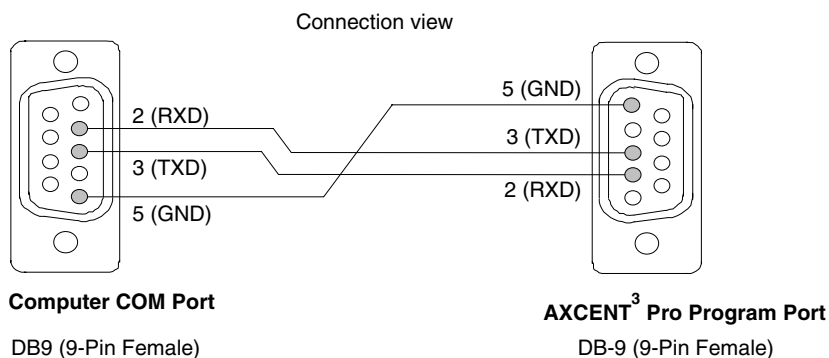 Connection view
2 (RXD)
3 (TXD)
5 (GND)
5 (GND)
3 (TXD)
2 (RXD)
Computer COM Port
DB9 (9-Pin Female)
AXCENT3 Pro Program Port
DB-9 (9-Pin Female)